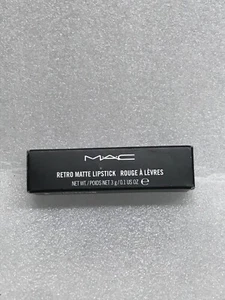 MAC
RETRO MATTE LIPSTICK ROUGE À LÈVRES
NET WT./POIDS NET 3 g/0.1 US OZ ℮